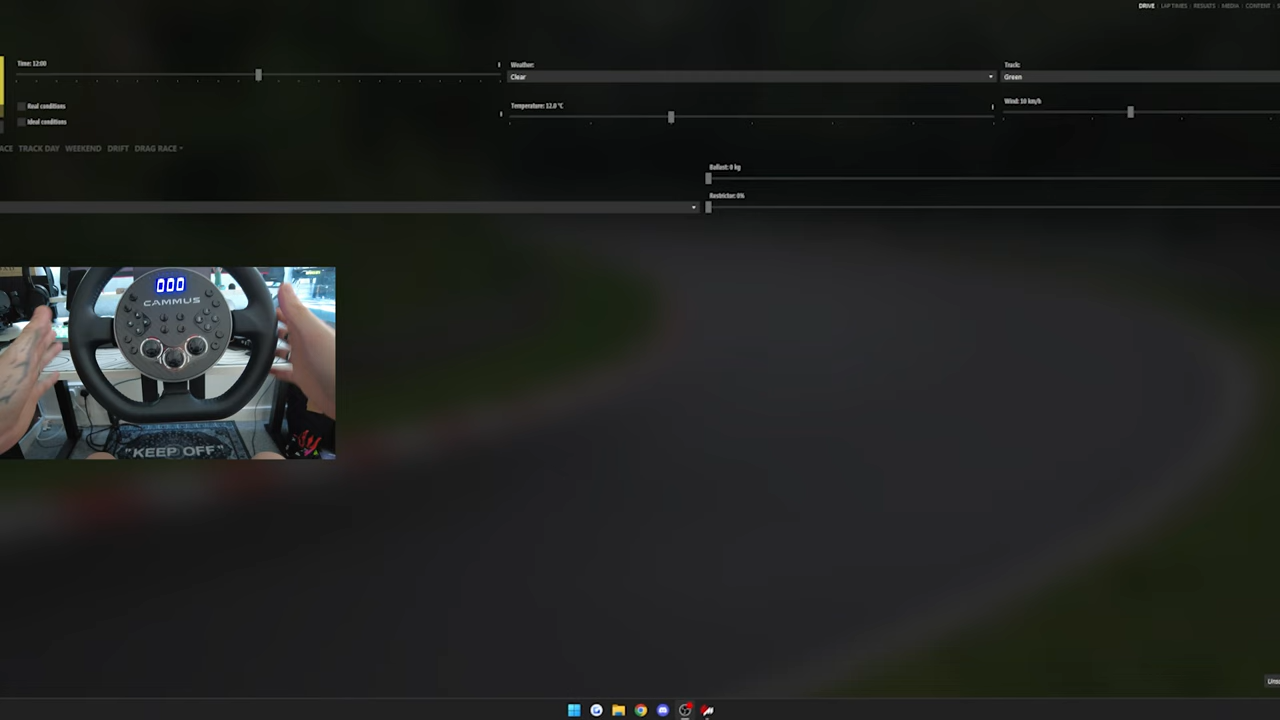 DRIVE | LAP TIMES | RESULTS | MEDIA | CONTENT
Time: 12:00
Weather:
Track:
Clear
Green
Real conditions
Temperature: 12.0 °C
Wind: 10 km/h
Ideal conditions
ACE TRACK DAY WEEKEND DRIFT DRAG RACE
Ballast: 0 kg
Restrictor: 0%
000
CAMMUS
"KEEP OFF"